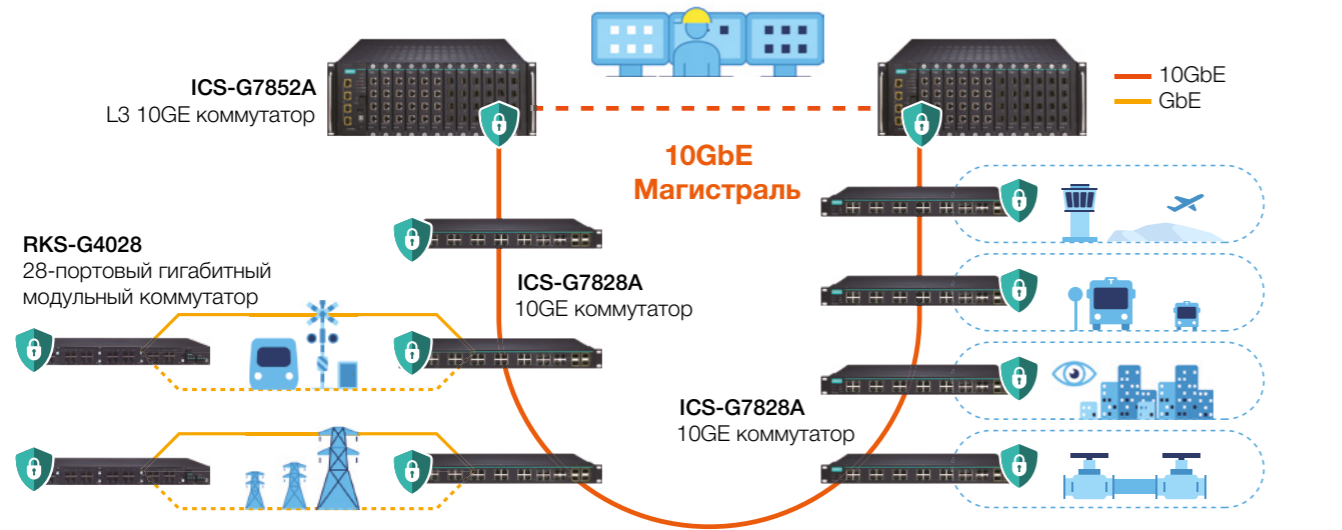 ICS-G7852A
L3 10GE коммутатор
10GbE
GbE
10GbE
Магистраль
RKS-G4028
28-портовый гигабитный
модульный коммутатор
ICS-G7828A
10GE коммутатор
ICS-G7828A
10GE коммутатор